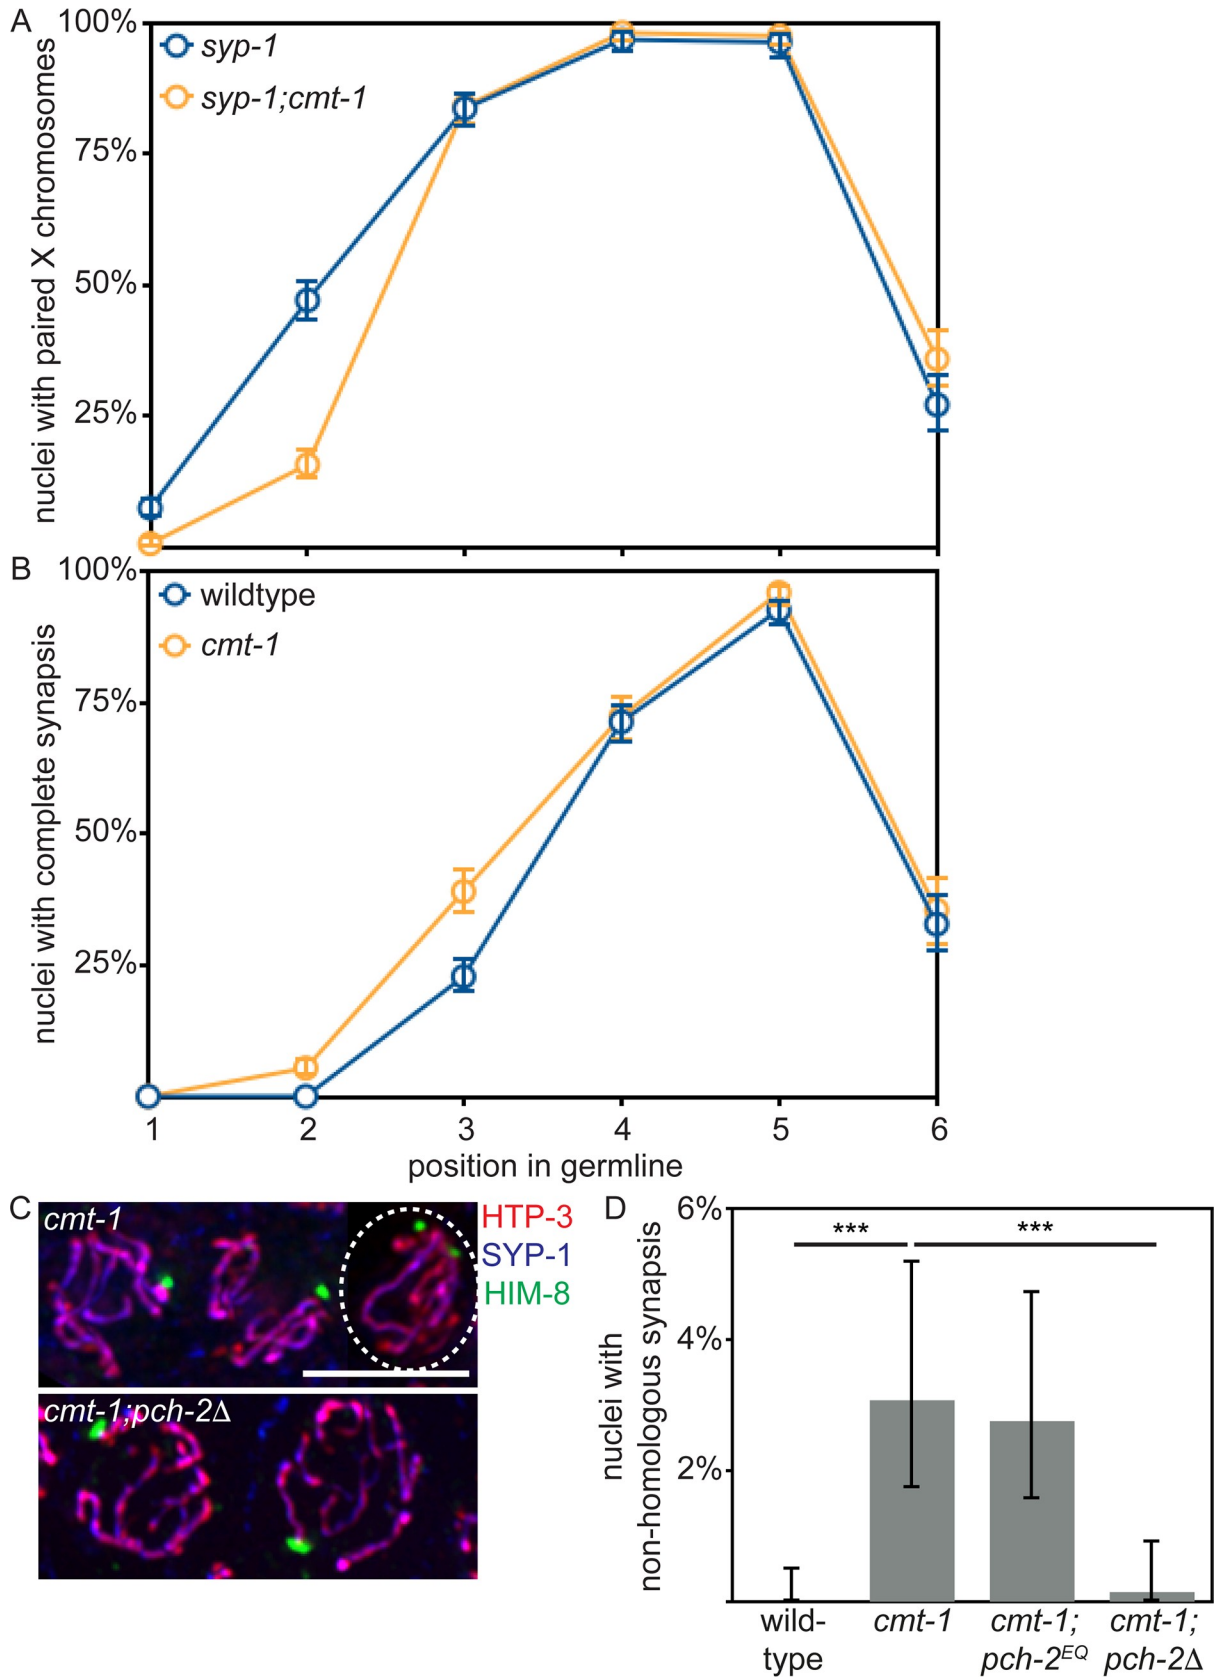 A
100%
75%
50%
25%
nuclei with paired X chromosomes
syp-1
syp-1;cmt-1
B
100%
75%
50%
25%
nuclei with complete synapsis
wildtype
cmt-1
1 2 3 4 5 6
position in germline
C
cmt-1
HTP-3
SYP-1
HIM-8
cmt-1;pch-2Δ
D
6%
4%
2%
nuclei with
non-homologous synapsis
*** ***
wild-
type
cmt-1
cmt-1;
pch-2EQ
cmt-1;
pch-2Δ